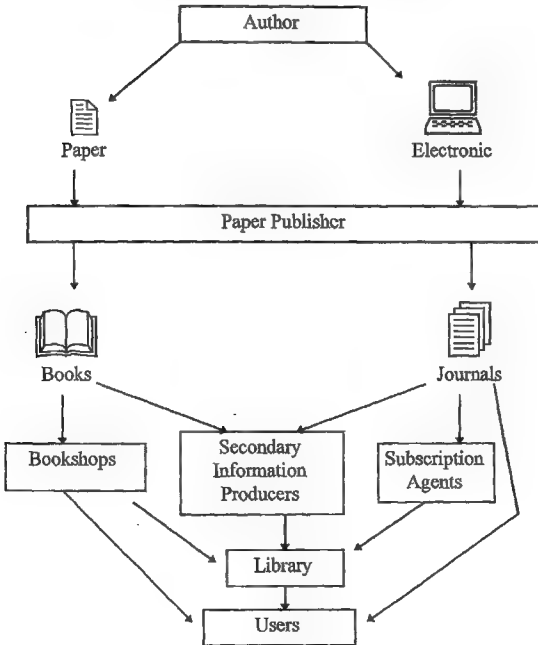 Author
Paper
Electronic
Paper Publisher
Books
Journals
Bookshops
Secondary
Information
Producers
Subscription
Agents
Library
Users